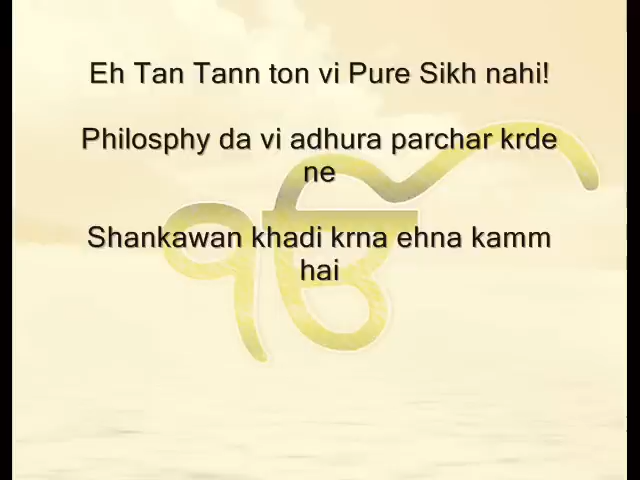 Eh Tan Tann ton vi Pure Sikh nahi!
Philosphy da vi adhura parchar krde
ne
Shankawan khadi krna ehna kamm
hai
ੴ